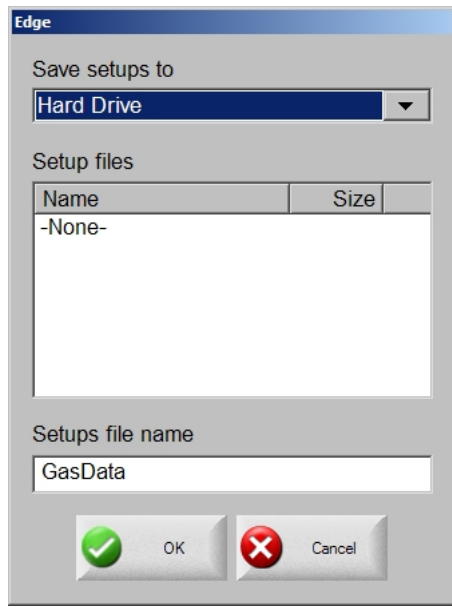 Edge
Save setups to
Hard Drive
Setup files
Name Size
-None-
Setups file name
GasData
OK Cancel